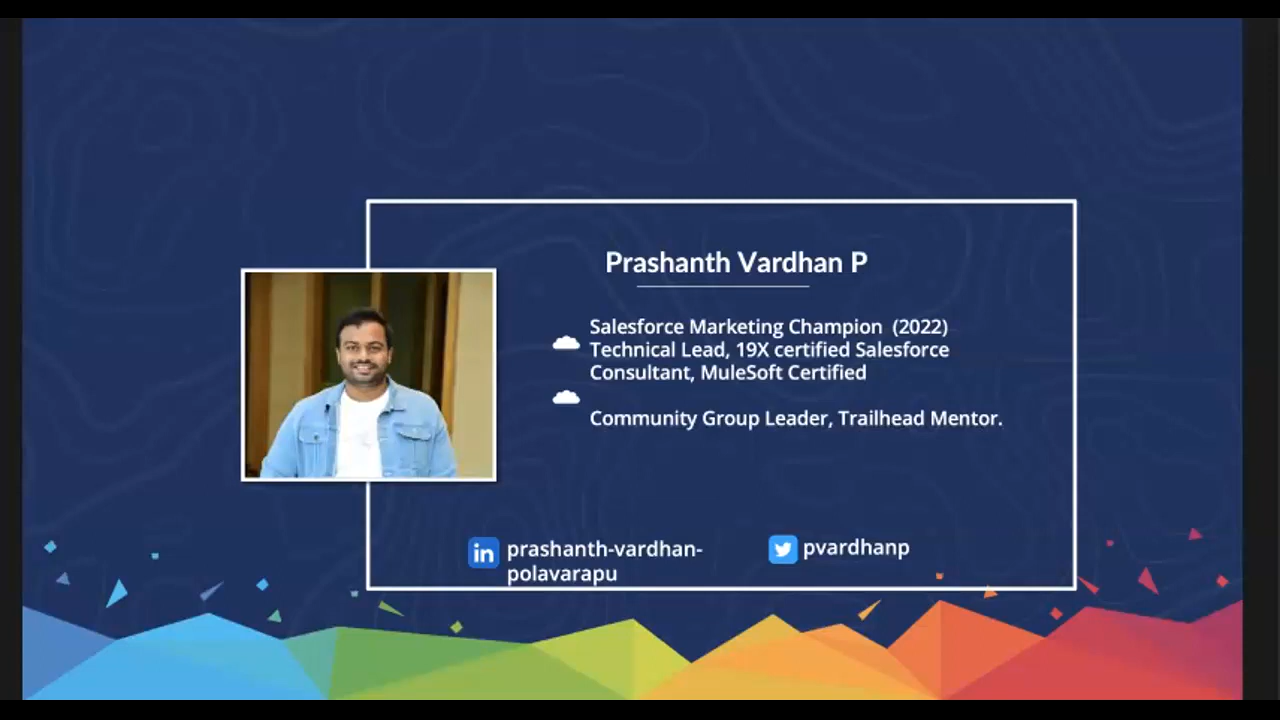 Prashanth Vardhan P
Salesforce Marketing Champion (2022)
Technical Lead, 19X certified Salesforce
Consultant, MuleSoft Certified
Community Group Leader, Trailhead Mentor.
in prashanth-vardhan-
polavarapu
pvardhanp